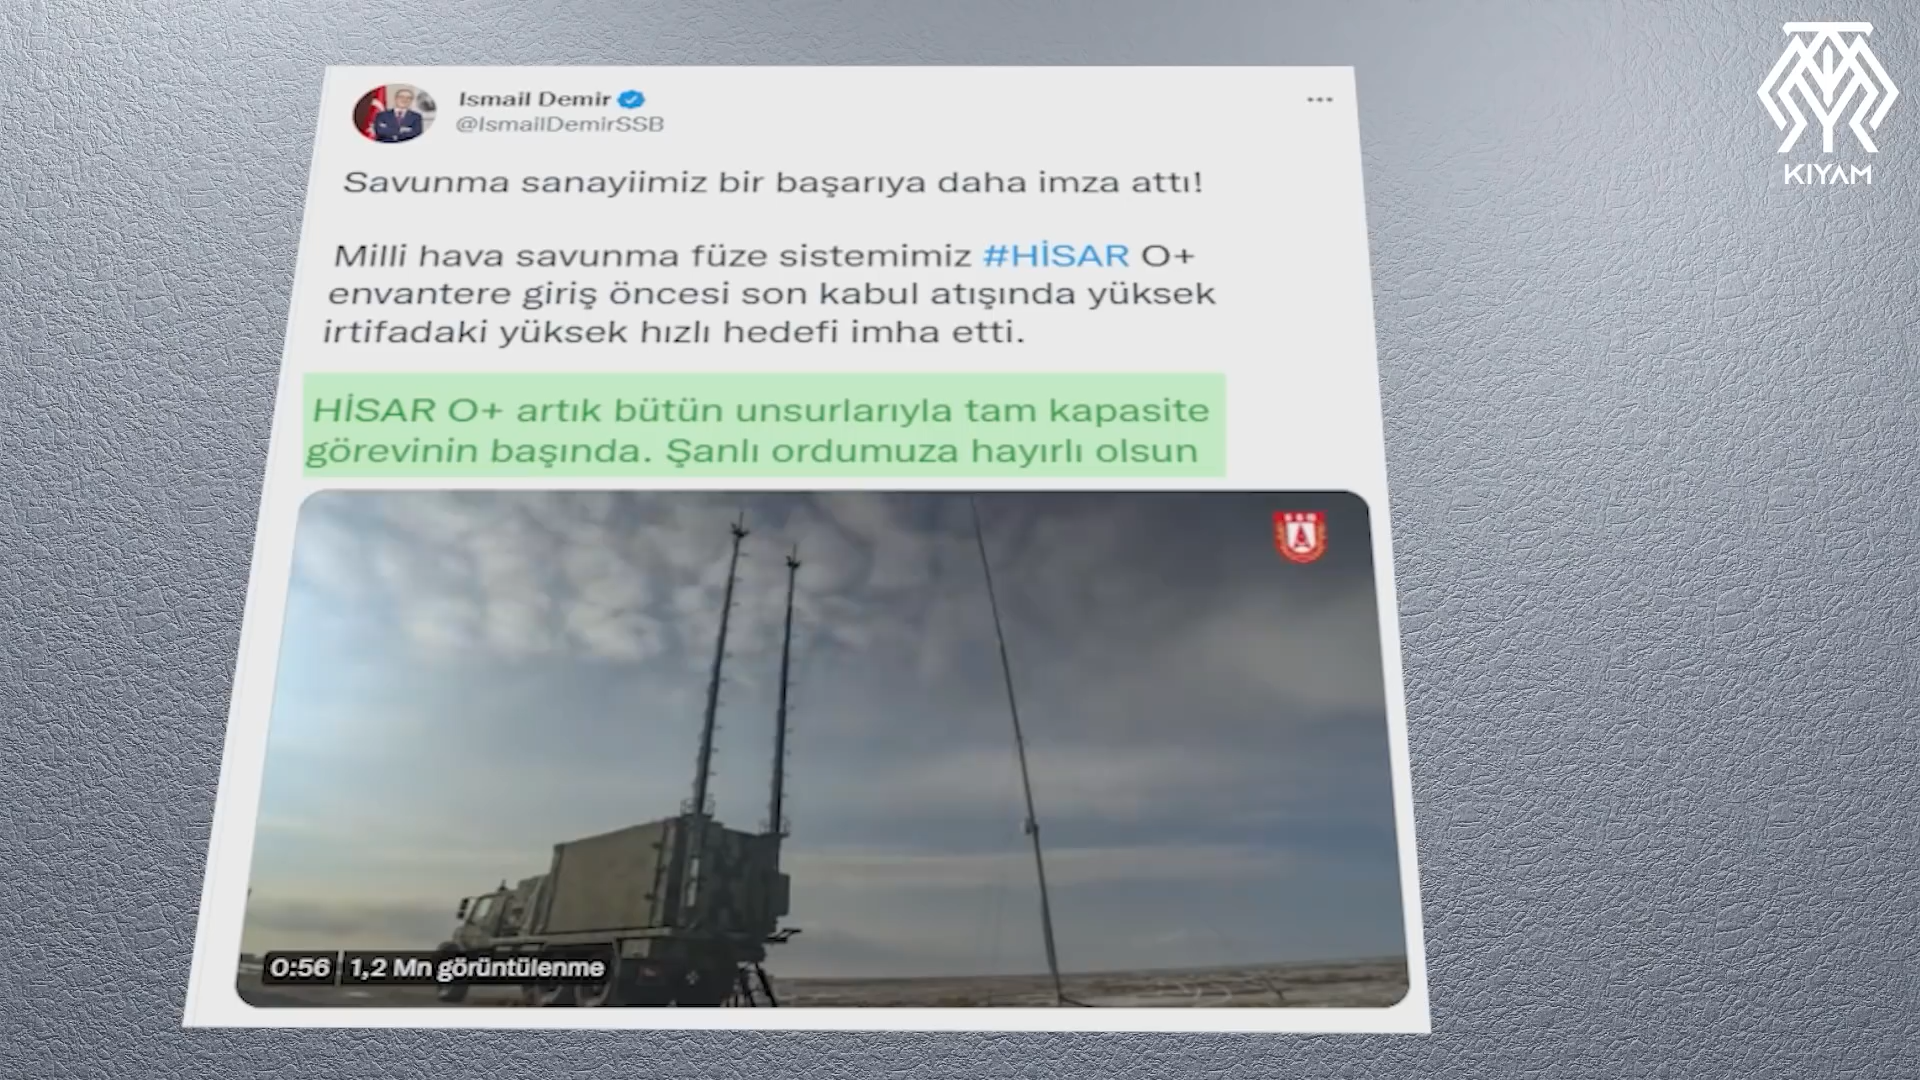 Ismail Demir
@IsmailDemirSSB
Savunma sanayiimiz bir başarıya daha imza attı!
Milli hava savunma füze sistemimiz #HİSAR O+
envantere giriş öncesi son kabul atışında yüksek
irtifadaki yüksek hızlı hedefi imha etti.
HİSAR O+ artık bütün unsurlarıyla tam kapasite
görevinin başında. Şanlı ordumuza hayırlı olsun
0:56 1,2 Mn görüntülenme
KIYAM